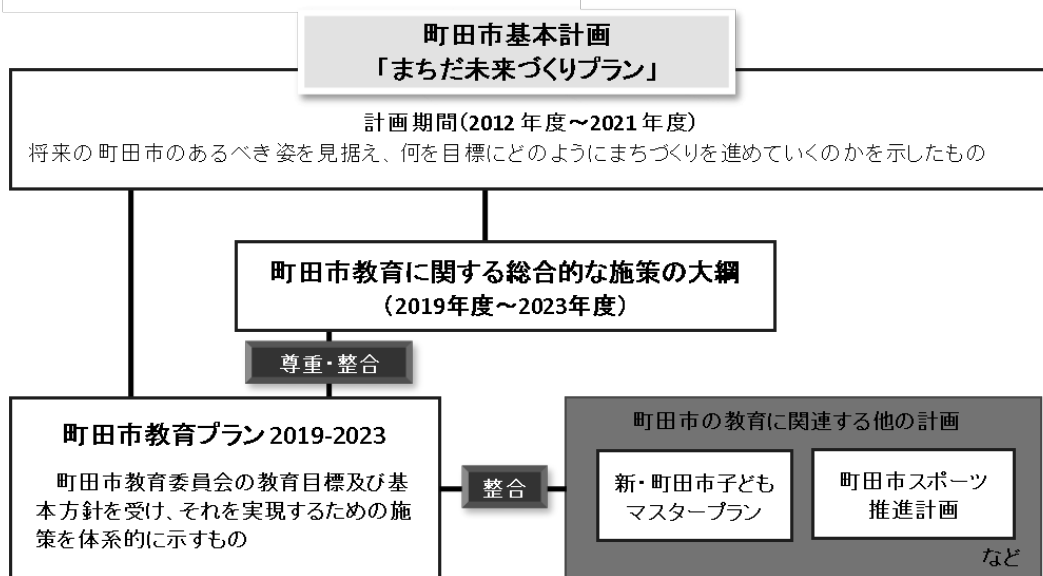 町田市基本計画
「まちだ未来づくりプラン」
計画期間(2012年度～2021年度)
将来の町田市のあるべき姿を見据え、何を目標にどのようにまちづくりを進めていくのかを示したもの
町田市教育に関する総合的な施策の大綱
(2019年度～2023年度)
尊重・整合
町田市教育プラン2019-2023
町田市教育委員会の教育目標及び基
本方針を受け、それを実現するための施
策を体系的に示すもの
整合
町田市の教育に関連する他の計画
新・町田市子ども
マスタープラン
町田市スポーツ
推進計画
など